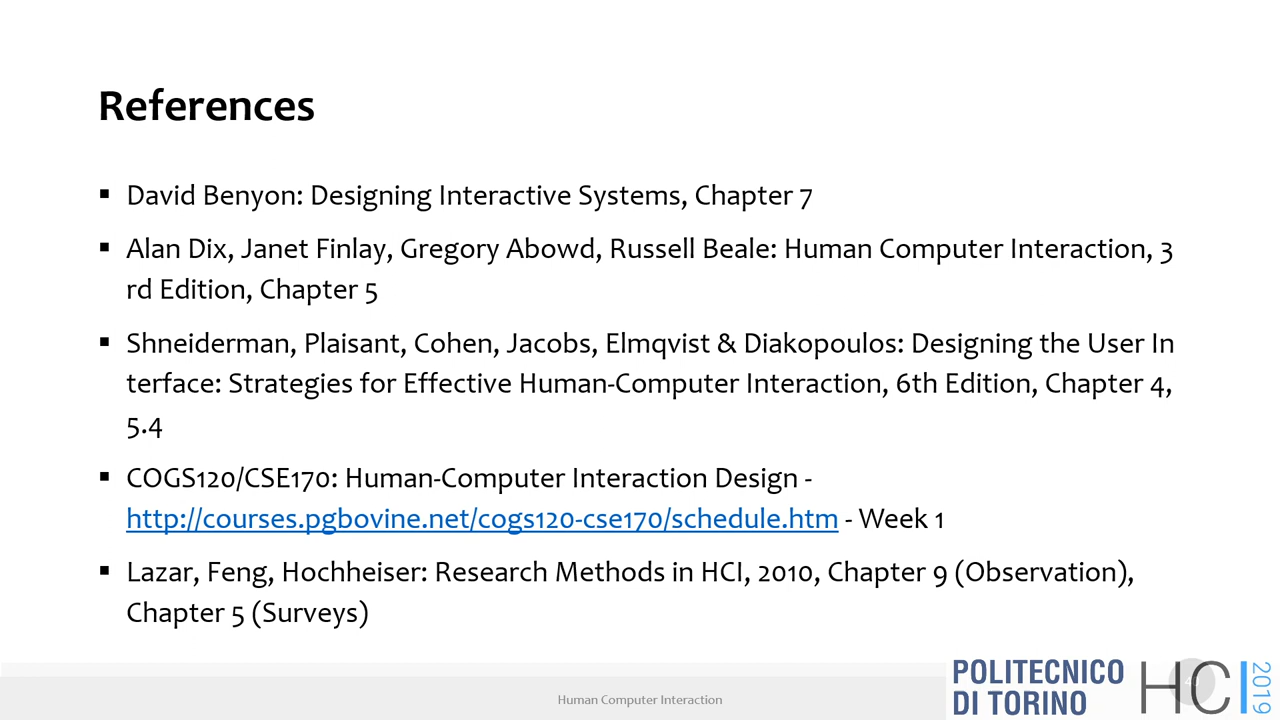 References
▪ David Benyon: Designing Interactive Systems, Chapter 7
▪ Alan Dix, Janet Finlay, Gregory Abowd, Russell Beale: Human Computer Interaction, 3
rd Edition, Chapter 5
▪ Shneiderman, Plaisant, Cohen, Jacobs, Elmqvist & Diakopoulos: Designing the User In
terface: Strategies for Effective Human-Computer Interaction, 6th Edition, Chapter 4,
5.4
▪ COGS120/CSE170: Human-Computer Interaction Design -
http://courses.pgbovine.net/cogs120-cse170/schedule.htm - Week 1
▪ Lazar, Feng, Hochheiser: Research Methods in HCI, 2010, Chapter 9 (Observation),
Chapter 5 (Surveys)
Human Computer Interaction
POLITECNICO
DI TORINO
HCI
2019